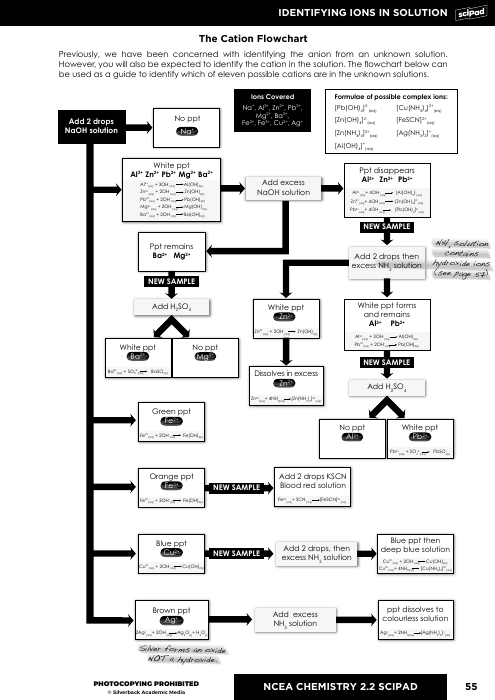 IDENTIFYING IONS IN SOLUTION scipad
The Cation Flowchart
Previously, we have been concerned with identifying the anion from an unknown solution.
However, you will also be expected to identify the cation in the solution. The flowchart below can
be used as a guide to identify which of eleven possible cations are in the unknown solutions.
Ions Covered
Na⁺, Al³⁺, Zn²⁺, Pb²⁺,
Mg²⁺, Ba²⁺,
Fe²⁺, Fe³⁺, Cu²⁺, Ag⁺
Formulae of possible complex ions:
[Pb(OH)₄]²⁻(aq) [Cu(NH₃)₄]²⁺(aq)
[Zn(OH)₄]²⁻(aq) [FeSCN]²⁺(aq)
[Zn(NH₃)₄]²⁺(aq) [Ag(NH₃)₂]⁺(aq)
[Al(OH)₄]⁻(aq)
Add 2 drops
NaOH solution
No ppt
Na⁺
White ppt
Al³⁺ Zn²⁺ Pb²⁺ Mg²⁺ Ba²⁺
Add excess
NaOH solution
Ppt disappears
Al³⁺ Zn²⁺ Pb²⁺
NEW SAMPLE
Ppt remains
Ba²⁺ Mg²⁺
NEW SAMPLE
Add 2 drops then
excess NH₃ solution
NH₃ solution
contains
hydroxide ions
(see page 57)
Add H₂SO₄
White ppt
Ba²⁺
No ppt
Mg²⁺
White ppt
Zn²⁺
White ppt forms
and remains
Al³⁺ Pb²⁺
NEW SAMPLE
Dissolves in excess
Zn²⁺
Add H₂SO₄
No ppt
Al³⁺
White ppt
Pb²⁺
Green ppt
Fe²⁺
Orange ppt
Fe³⁺
NEW SAMPLE
Add 2 drops KSCN
Blood red solution
Blue ppt
Cu²⁺
NEW SAMPLE
Add 2 drops, then
excess NH₃ solution
Blue ppt then
deep blue solution
Brown ppt
Ag⁺
Add excess
NH₃ solution
ppt dissolves to
colourless solution
Silver forms an oxide
NOT a hydroxide
PHOTOCOPYING PROHIBITED
© Silverback Academic Media
NCEA CHEMISTRY 2.2 SCIPAD 55